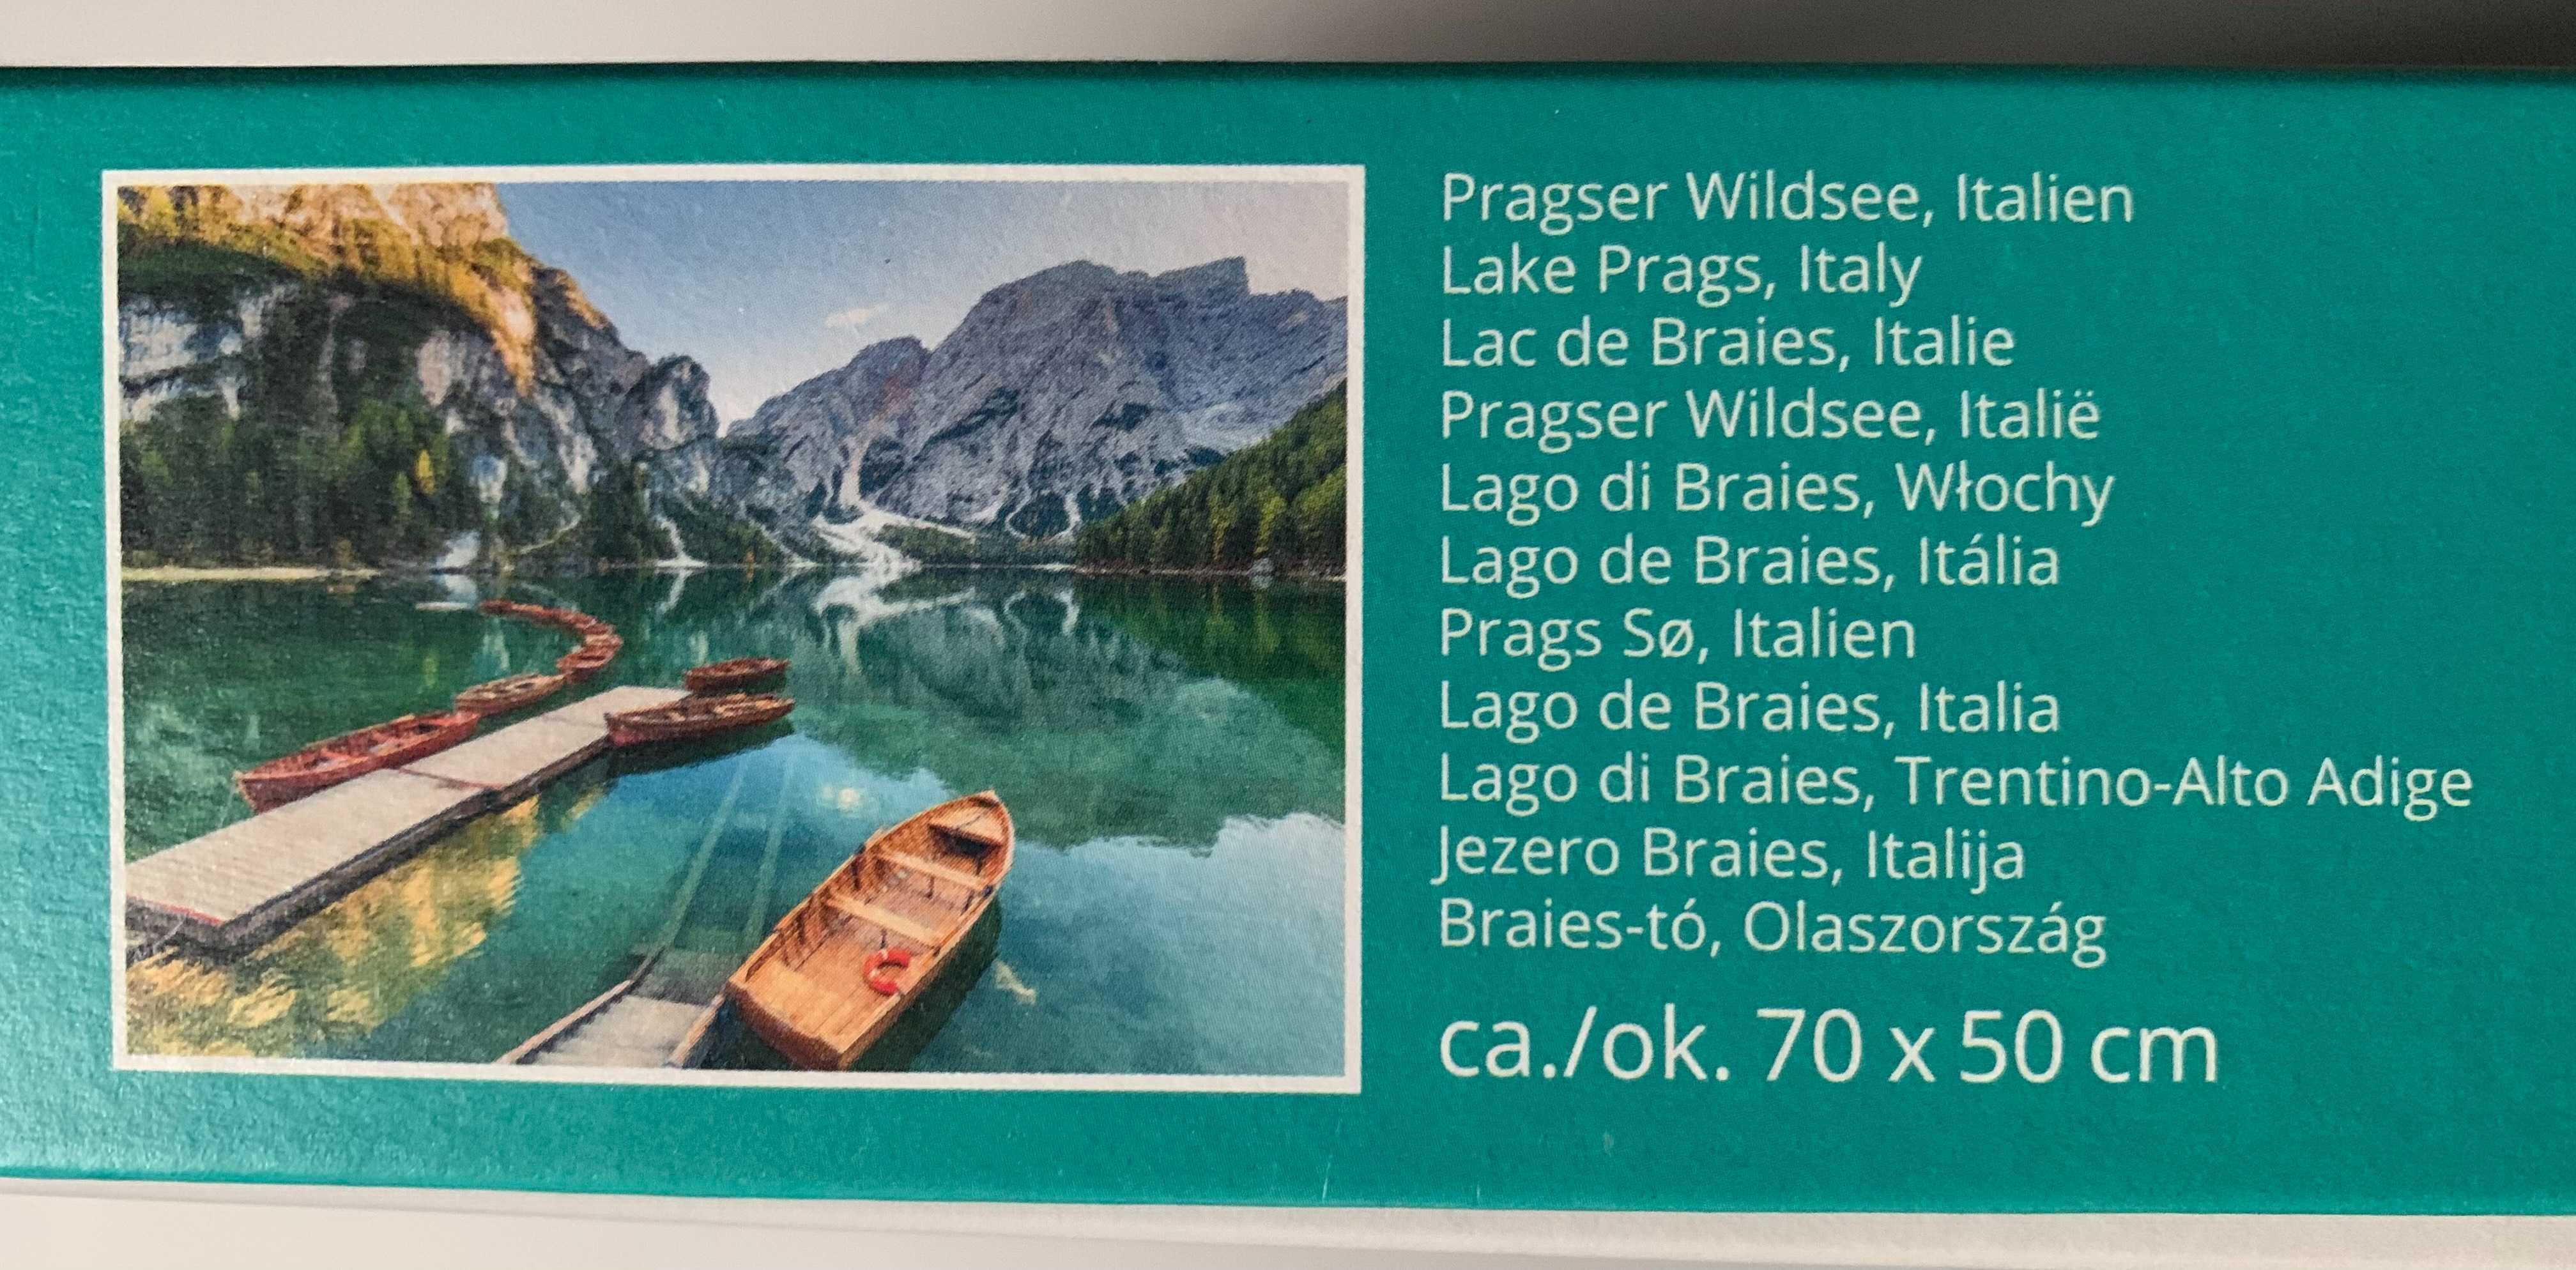 Pragser Wildsee, Italien
Lake Prags, Italy
Lac de Braies, Italie
Pragser Wildsee, Italië
Lago di Braies, Włochy
Lago de Braies, Itália
Prags Sø, Italien
Lago de Braies, Italia
Lago di Braies, Trentino-Alto Adige
Jezero Braies, Italija
Braies-tó, Olaszország
ca./ok. 70 x 50 cm